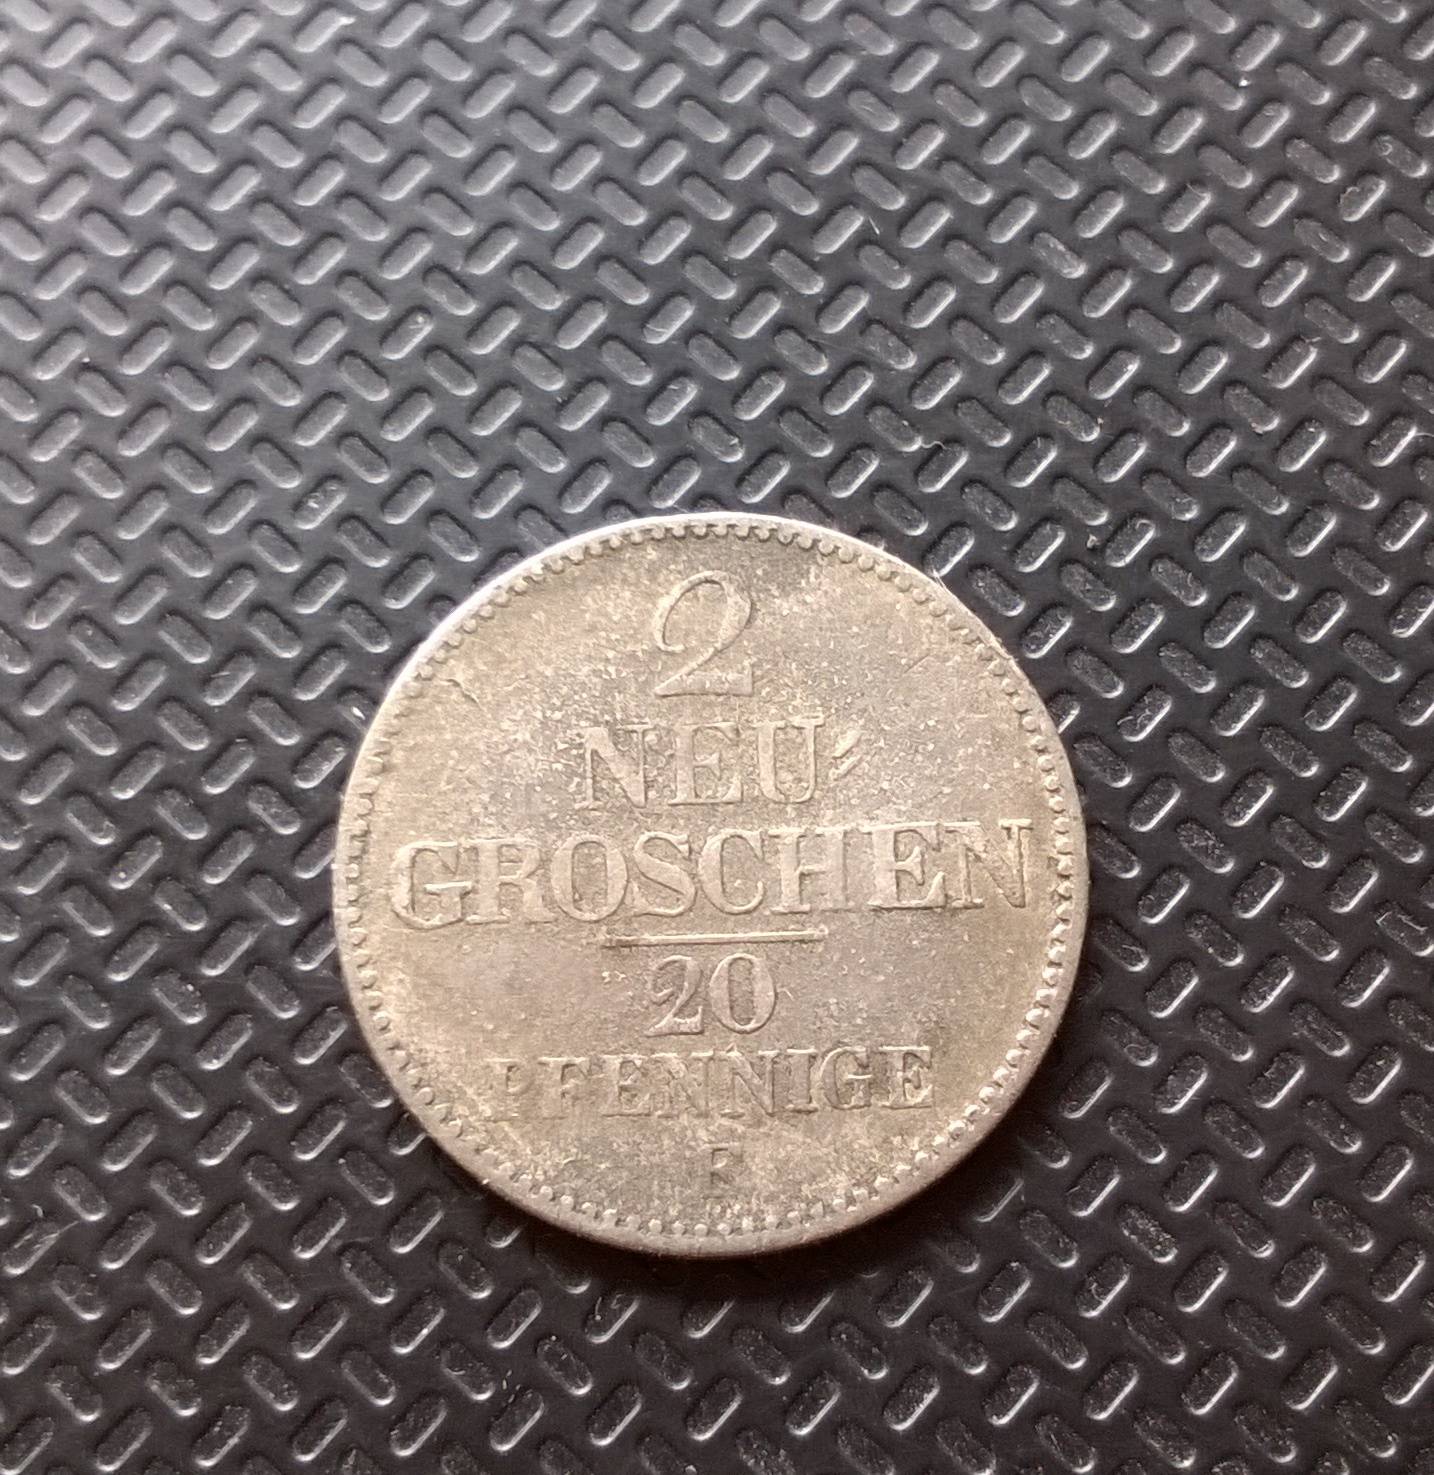 2
NEU-
GROSCHEN
20
PFENNIGE
F